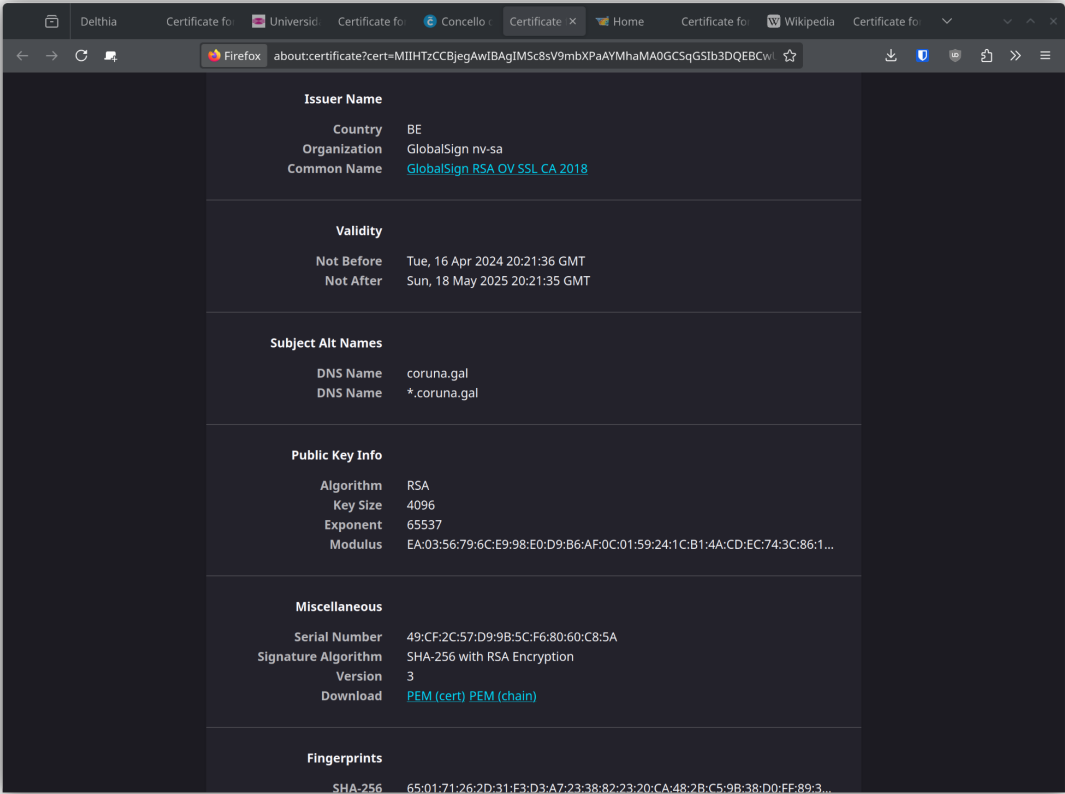 Delthia
Certificate fo
Universid
Certificate fo
Concello
Certificate
Home
Certificate fo
Wikipedia
Certificate fo
Firefox
about:certificate?cert=MIIHTzCCBjegAwIBAgIMSc8sV9mbXPaAYMhaMA0GCSqGSIb3DQEBCwU
Issuer Name
Country BE
Organization GlobalSign nv-sa
Common Name GlobalSign RSA OV SSL CA 2018
Validity
Not Before Tue, 16 Apr 2024 20:21:36 GMT
Not After Sun, 18 May 2025 20:21:35 GMT
Subject Alt Names
DNS Name coruna.gal
DNS Name *.coruna.gal
Public Key Info
Algorithm RSA
Key Size 4096
Exponent 65537
Modulus EA:03:56:79:6C:E9:98:E0:D9:B6:AF:0C:01:59:24:1C:B1:4A:CD:EC:74:3C:86:1...
Miscellaneous
Serial Number 49:CF:2C:57:D9:9B:5C:F6:80:60:C8:5A
Signature Algorithm SHA-256 with RSA Encryption
Version 3
Download PEM (cert) PEM (chain)
Fingerprints
SHA-256 65:01:71:26:2D:31:F3:D3:A7:23:38:82:23:20:CA:48:2B:C5:9B:38:D0:FF:89:3...